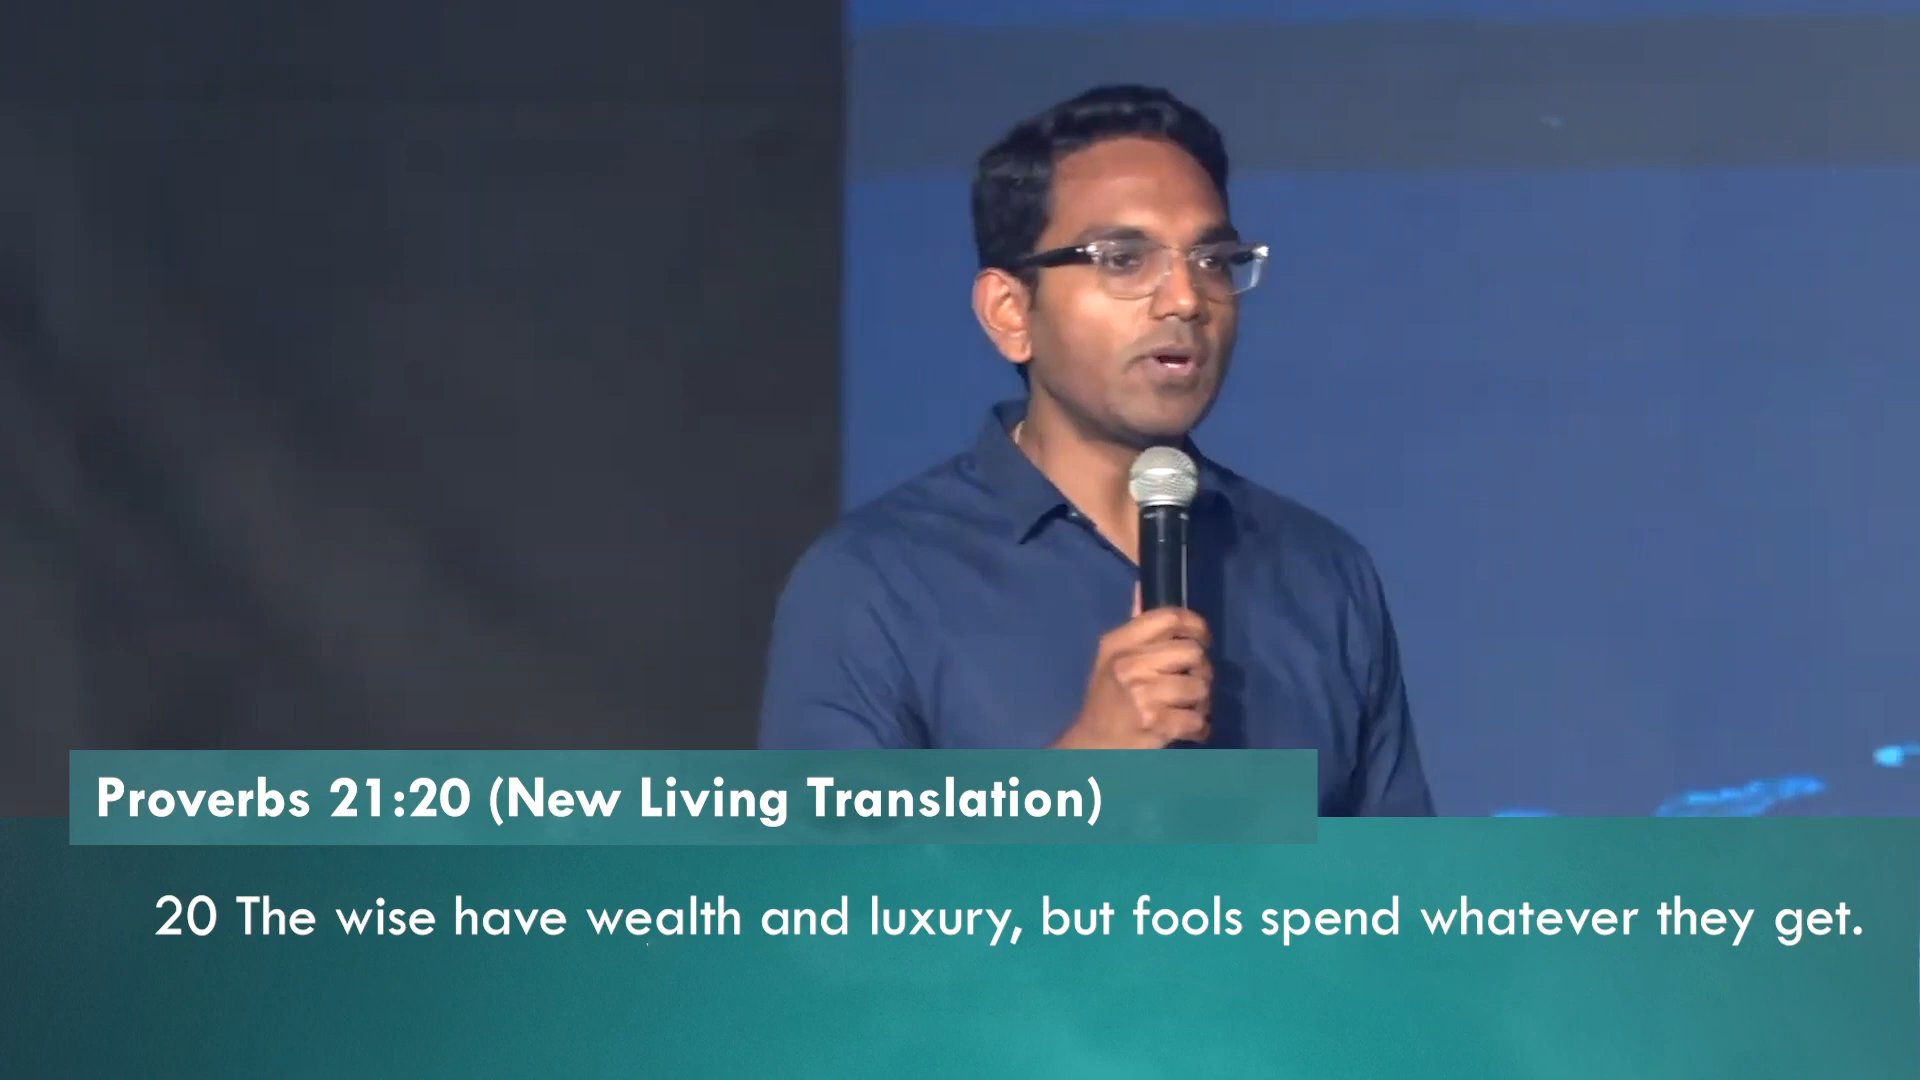 Proverbs 21:20 (New Living Translation)
20 The wise have wealth and luxury, but fools spend whatever they get.